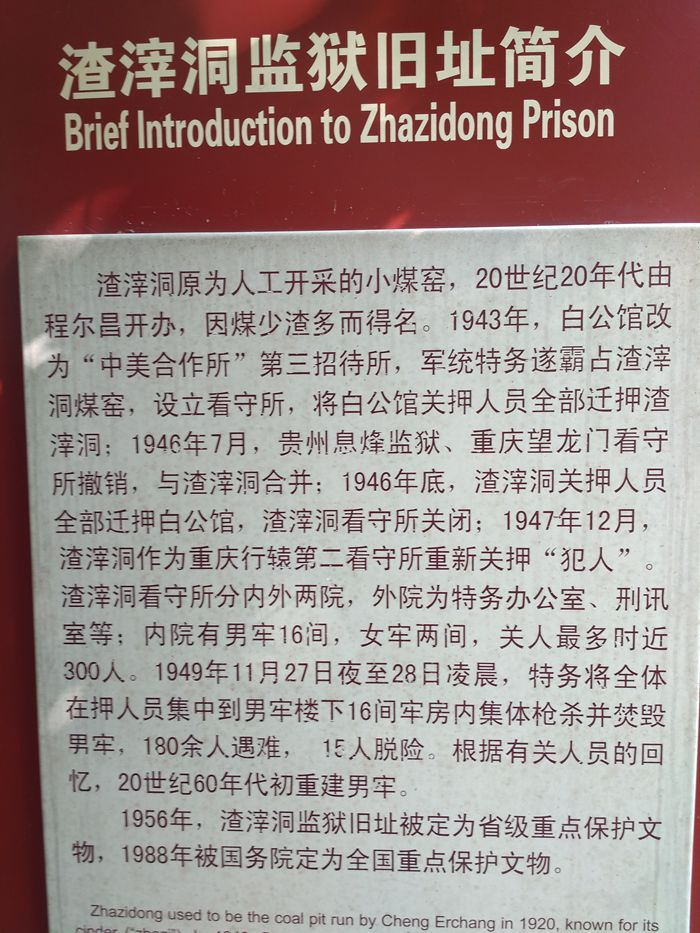 渣滓洞监狱旧址简介
Brief Introduction to Zhazidong Prison
渣滓洞原为人工开采的小煤窑，20世纪20年代由
程尔昌开办，因煤少渣多而得名。1943年，白公馆改
为“中美合作所”第三招待所，军统特务遂霸占渣滓
洞煤窑，设立看守所，将白公馆关押人员全部迁押渣
滓洞；1946年7月，贵州息烽监狱、重庆望龙门看守
所撤销，与渣滓洞合并；1946年底，渣滓洞关押人员
全部迁押白公馆，渣滓洞看守所关闭；1947年12月，
渣滓洞作为重庆行辕第二看守所重新关押“犯人”。
渣滓洞看守所分内外两院，外院为特务办公室、刑讯
室等；内院有男牢16间，女牢两间，关人最多时近
300人。1949年11月27日夜至28日凌晨，特务将全体
在押人员集中到男牢楼下16间牢房内集体枪杀并焚毁
男牢，180余人遇难，15人脱险。根据有关人员的回
忆，20世纪60年代初重建男牢。
1956年，渣滓洞监狱旧址被定为省级重点保护文
物，1988年被国务院定为全国重点保护文物。
Zhazidong used to be the coal pit run by Cheng Erchang in 1920, known for its